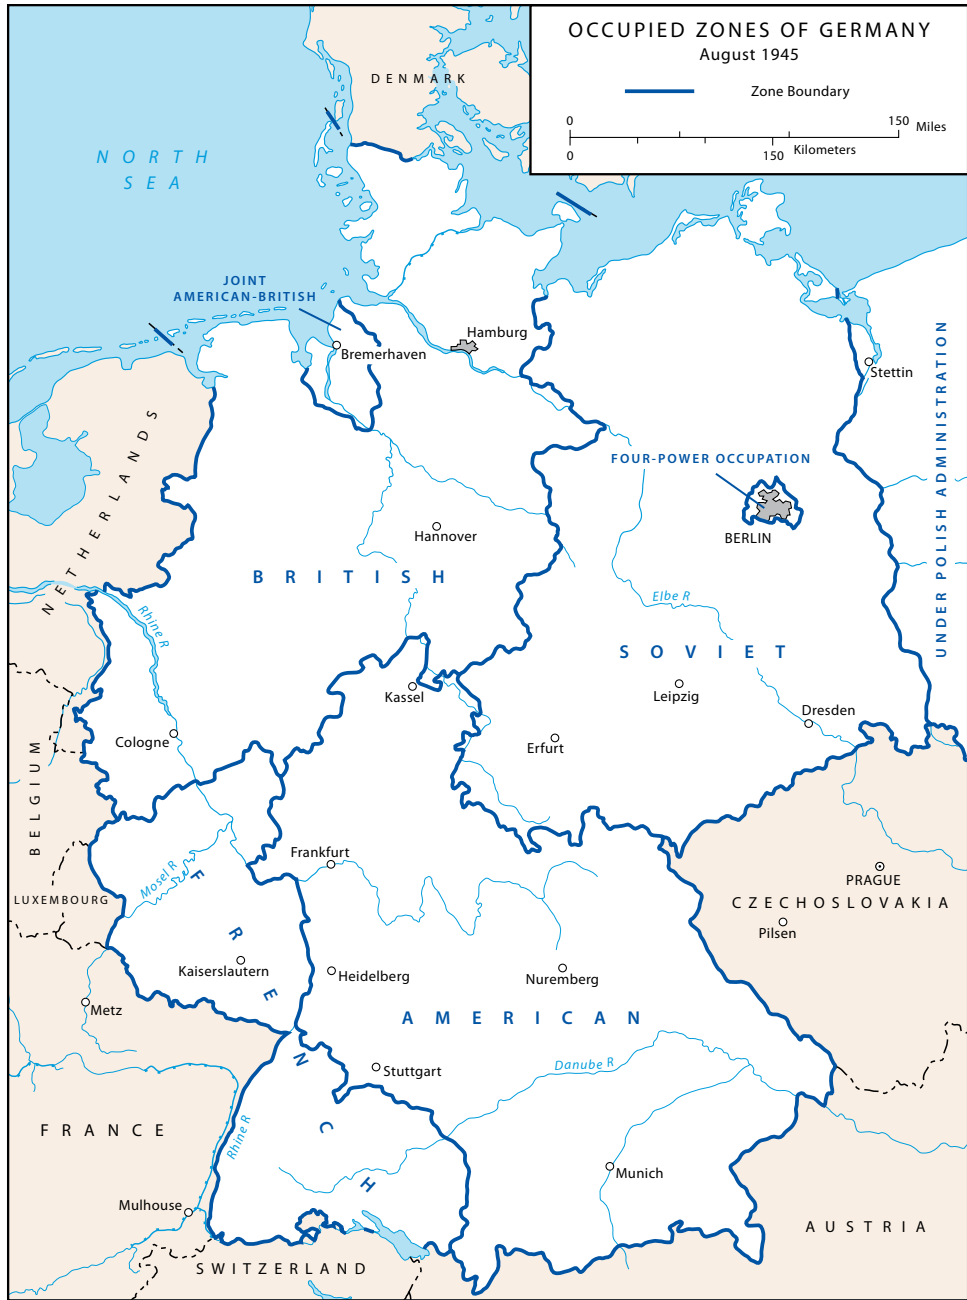 OCCUPIED ZONES OF GERMANY
August 1945
Zone Boundary
0 150 Miles
0 150 Kilometers
DENMARK
NORTH
SEA
JOINT
AMERICAN-BRITISH
Hamburg
Bremerhaven
Stettin
NETHERLANDS
UNDER POLISH ADMINISTRATION
FOUR-POWER OCCUPATION
BERLIN
Hannover
BRITISH
Elbe R
Rhine R
SOVIET
Kassel
Leipzig
Dresden
Cologne
Erfurt
BELGIUM
Frankfurt
Mosel R
PRAGUE
LUXEMBOURG
CZECHOSLOVAKIA
Pilsen
FRENCH
Kaiserslautern
Heidelberg
Nuremberg
Metz
AMERICAN
Stuttgart
Danube R
FRANCE
Rhine R
Munich
Mulhouse
AUSTRIA
SWITZERLAND